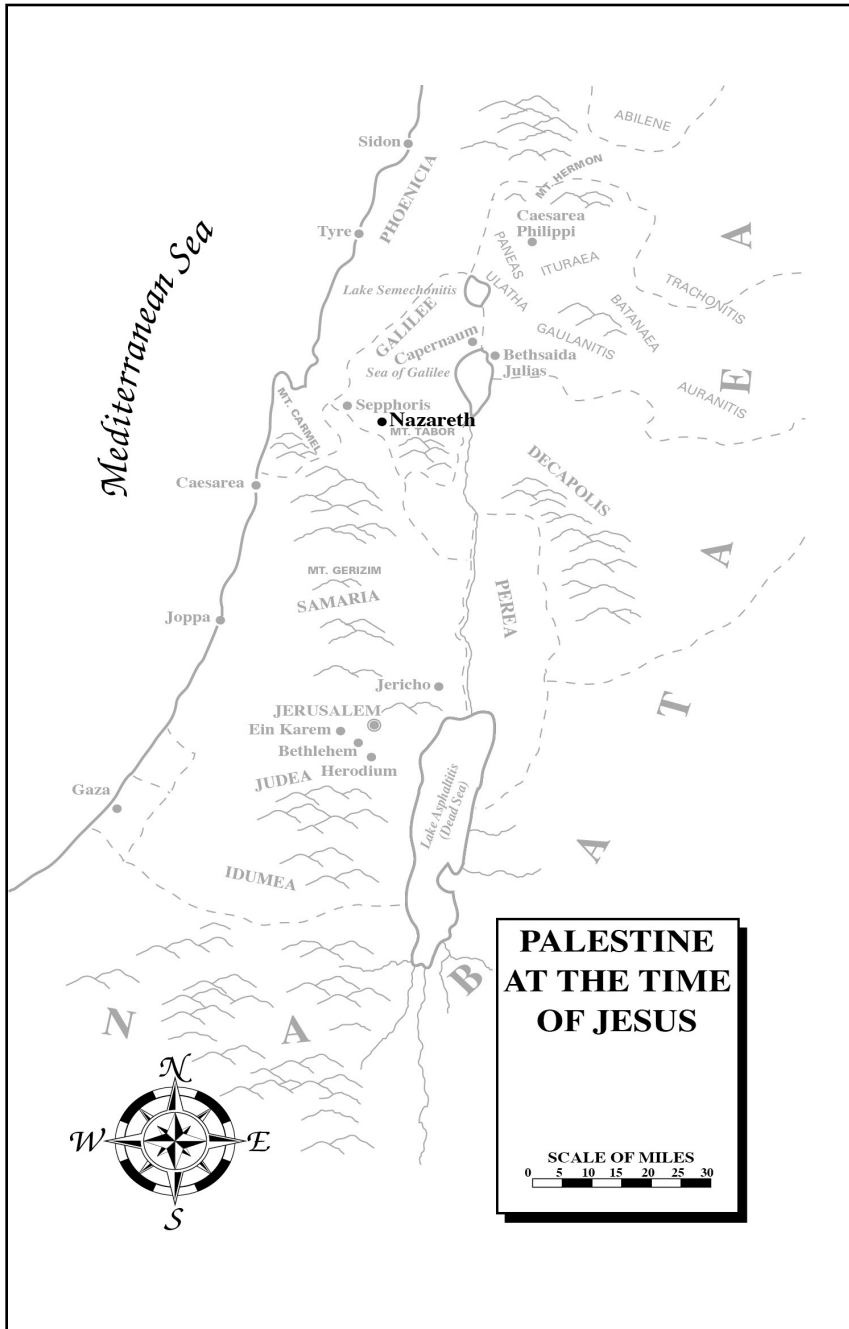 ABILENE
Sidon
MT. HERMON
PHOENICIA
Caesarea
Philippi
Tyre
PANEAS
ITURAEA
Mediterranean Sea
Lake Semechonitis
ULATHA
TRACHONITIS
BATANAEA
GALILEE
GAULANITIS
Capernaum
Bethsaida
Julias
Sea of Galilee
AURANITIS
MT. CARMEL
Sepphoris
Nazareth
MT. TABOR
DECAPOLIS
Caesarea
MT. GERIZIM
SAMARIA
PEREA
Joppa
Jericho
JERUSALEM
Ein Karem
Bethlehem
Herodium
JUDEA
Gaza
Lake Asphaltitis
(Dead Sea)
IDUMEA
N A B A T A E A
PALESTINE
AT THE TIME
OF JESUS
SCALE OF MILES
0 5 10 15 20 25 30
N
W E
S